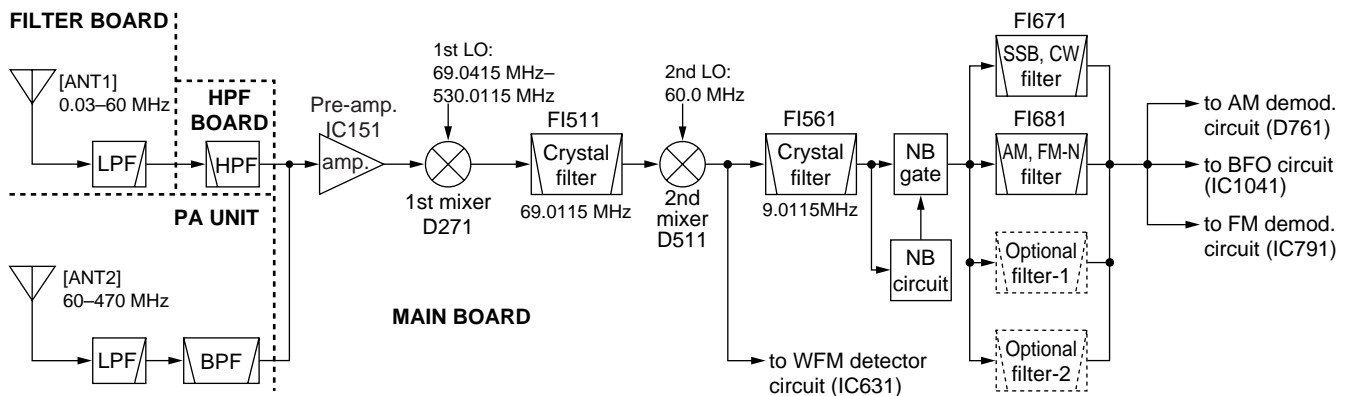 FILTER BOARD
[ANT1]
0.03–60 MHz
LPF
HPF
BOARD
HPF
PA UNIT
[ANT2]
60–470 MHz
LPF
BPF
Pre-amp.
IC151
amp.
1st LO:
69.0415 MHz–
530.0115 MHz
1st mixer
D271
FI511
Crystal
filter
69.0115 MHz
2nd LO:
60.0 MHz
2nd
mixer
D511
MAIN BOARD
FI561
Crystal
filter
9.0115MHz
NB
gate
NB
circuit
to WFM detector
circuit (IC631)
FI671
SSB, CW
filter
FI681
AM, FM-N
filter
Optional
filter-1
Optional
filter-2
to AM demod.
circuit (D761)
to BFO circuit
(IC1041)
to FM demod.
circuit (IC791)